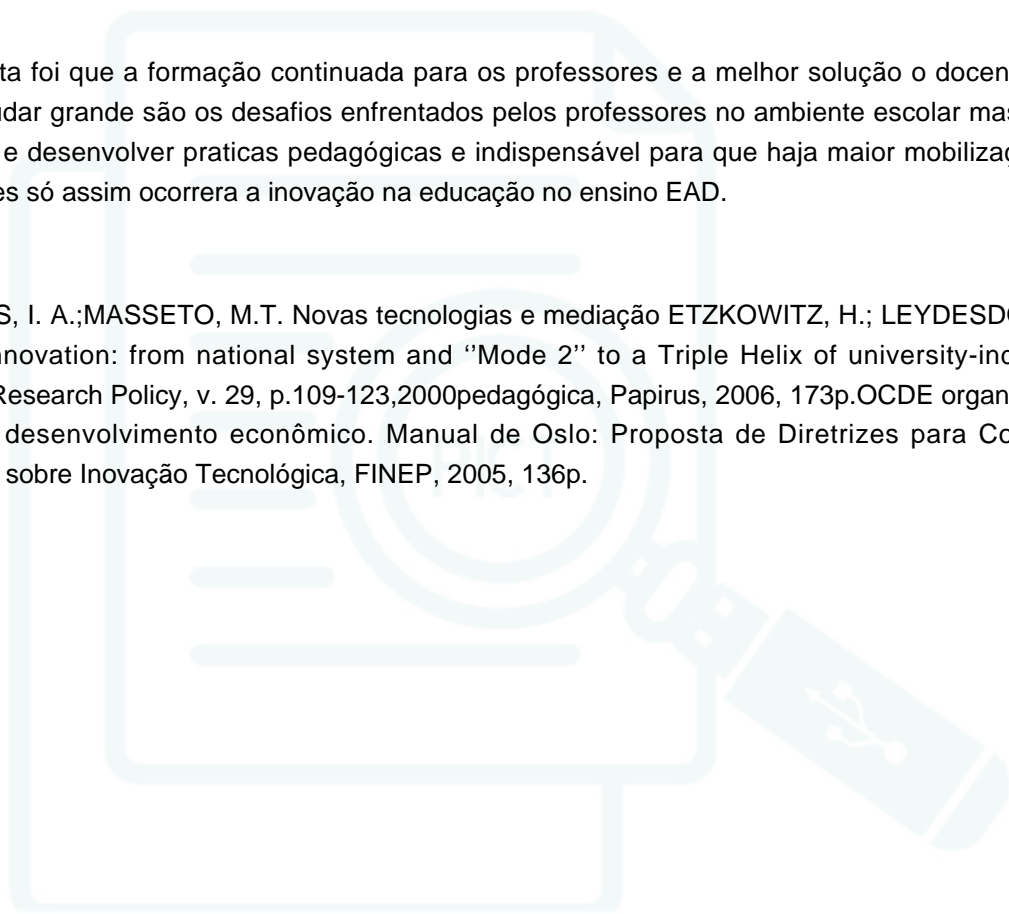 ta foi que a formação continuada para os professores e a melhor solução o docen
udar grande são os desafios enfrentados pelos professores no ambiente escolar mas
e desenvolver praticas pedagógicas e indispensável para que haja maior mobilizaç
es só assim ocorrera a inovação na educação no ensino EAD.
S, I. A.;MASSETO, M.T. Novas tecnologias e mediação ETZKOWITZ, H.; LEYDESDO
nnovation: from national system and ‘’Mode 2’’ to a Triple Helix of university-ind
Research Policy, v. 29, p.109-123,2000pedagógica, Papirus, 2006, 173p.OCDE organ
desenvolvimento econômico. Manual de Oslo: Proposta de Diretrizes para Co
sobre Inovação Tecnológica, FINEP, 2005, 136p.